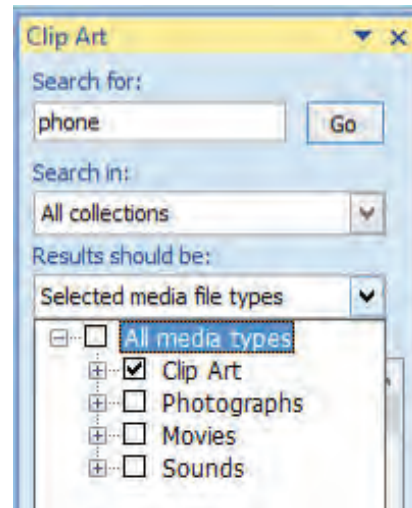 Clip Art
Search for:
phone
Go
Search in:
All collections
Results should be:
Selected media file types
All media types
Clip Art
Photographs
Movies
Sounds